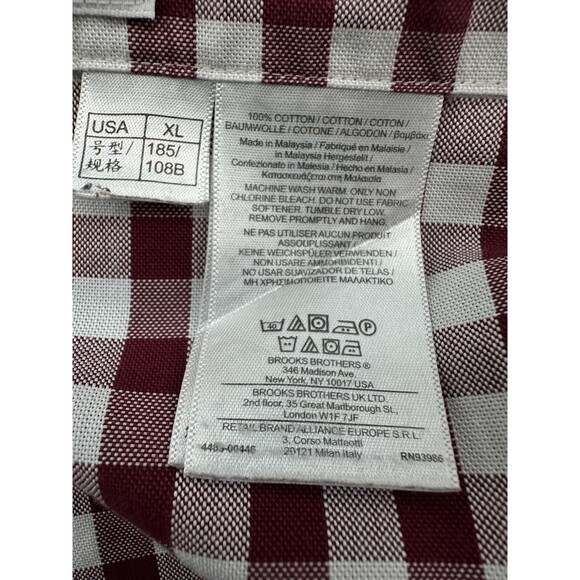 USA XL
号型/ 185/
规格 108B
100% COTTON / COTTON / COTON /
BAUMWOLLE / COTONE / ALGODON / βαμβάκι
Made in Malaysia / Fabriqué en Malaisie /
in Malaysia Hergestellt /
Confezionato in Malesia / Hecho en Malasia /
Κατασκευάζεται στη Μαλαισία
MACHINE WASH WARM. ONLY NON
CHLORINE BLEACH. DO NOT USE FABRIC
SOFTENER. TUMBLE DRY LOW.
REMOVE PROMPTLY AND HANG.
NE PAS UTILISER AUCUN PRODUIT
ASSOUPLISSANT /
KEINE WEICHSPÜLER VERWENDEN /
NON USARE AMMORBIDENTI /
NO USAR SUAVIZADOR DE TELAS /
ΜΗ ΧΡΗΣΙΜΟΠΟΙΕΙΤΕ ΜΑΛΑΚΤΙΚΟ
40 P
BROOKS BROTHERS ®
346 Madison Ave.
New York, NY 10017 USA
BROOKS BROTHERS UK LTD.
2nd floor, 35 Great Marlborough St.,
London W1F 7JF
RETAIL BRAND ALLIANCE EUROPE S.R.L.
3, Corso Matteotti
4485-00446 20121 Milan Italy RN93986